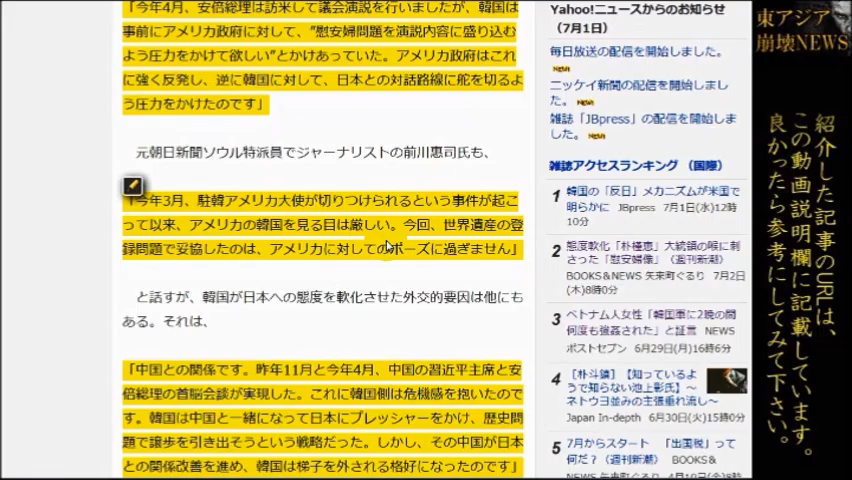 「今年4月、安倍総理は訪米して議会演説を行いましたが、韓国は
事前にアメリカ政府に対して、"慰安婦問題を演説内容に盛り込む
よう圧力をかけて欲しい"とかけあっていた。アメリカ政府はこれ
に強く反発し、逆に韓国に対して、日本との対話路線に舵を切るよ
う圧力をかけたのです」
元朝日新聞ソウル特派員でジャーナリストの前川惠司氏も、
「今年3月、駐韓アメリカ大使が切りつけられるという事件が起こ
って以来、アメリカの韓国を見る目は厳しい。今回、世界遺産の登
録問題で妥協したのは、アメリカに対してのポーズに過ぎません」
と話すが、韓国が日本への態度を軟化させた外交的要因は他にも
ある。それは、
「中国との関係です。昨年11月と今年4月、中国の習近平主席と安
倍総理の首脳会談が実現した。これに韓国側は危機感を抱いたので
す。韓国は中国と一緒になって日本にプレッシャーをかけ、歴史問
題で譲歩を引き出そうという戦略だった。しかし、その中国が日本
との関係改善を進め、韓国は梯子を外される格好になったのです」
Yahoo!ニュースからのお知らせ
(7月1日)
毎日放送の配信を開始しました。
NEW
ニッケイ新聞の配信を開始しまし
た。 NEW
雑誌「JBpress」の配信を開始しま
した。 NEW
雑誌アクセスランキング (国際)
1 韓国の「反日」メカニズムが米国で
明らかに JBpress 7月1日(水)12時
10分
2 態度軟化「朴槿恵」大統領の喉に刺
さった「慰安婦像」(週刊新潮)
BOOKS&NEWS 矢来町ぐるり 7月2日
(木)8時0分
3 ベトナム人女性「韓国軍に2晩の間
何度も強姦された」と証言 NEWS
ポストセブン 6月29日(月)16時6分
4 【朴斗鎮】【知っているよ
うで知らない池上彰氏】~
ネトウヨ並みの主張垂れ流し~
Japan In-depth 6月30日(火)15時0分
5 7月からスタート 「出国税」って
何だ?(週刊新潮) BOOKS&
NEWS 矢来町ぐるり 4月10日(金)8時
東アジア
崩壊NEWS
紹介した記事のURLは、
この動画説明欄に記載しています。
良かったら参考にしてみて下さい。